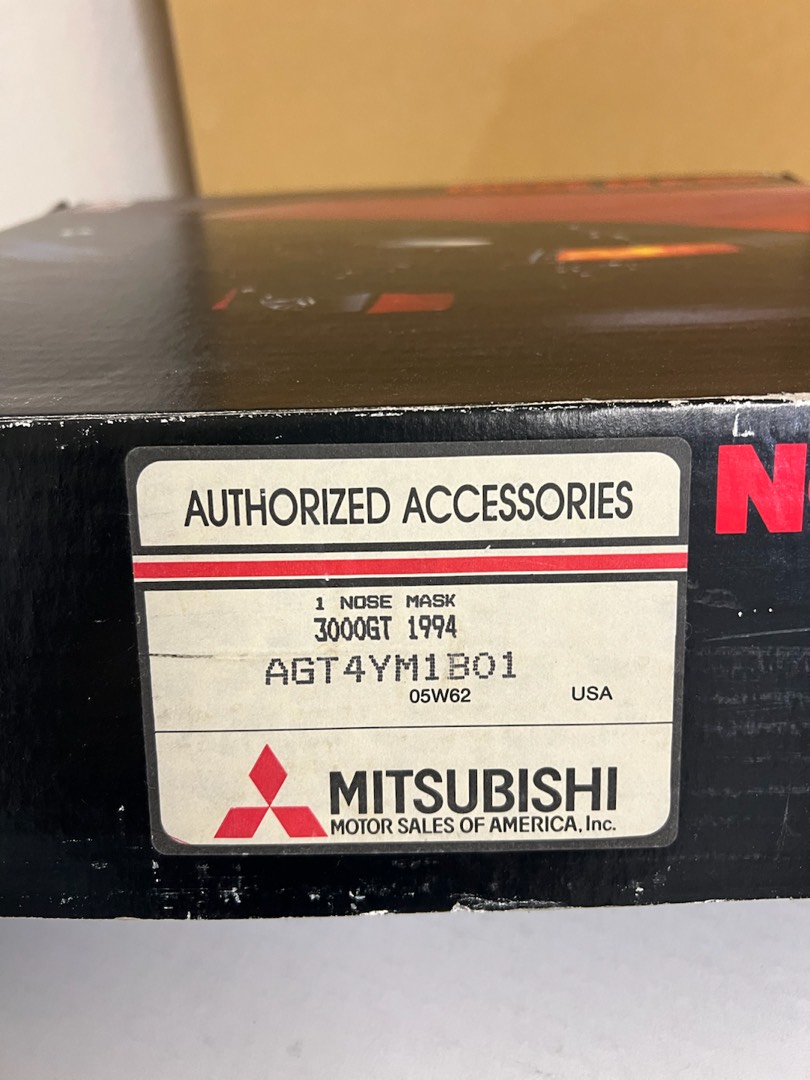 AUTHORIZED ACCESSORIES
1 NOSE MASK
3000GT 1994
AGT4YM1B01
05W62
USA
MITSUBISHI
MOTOR SALES OF AMERICA, Inc.
N